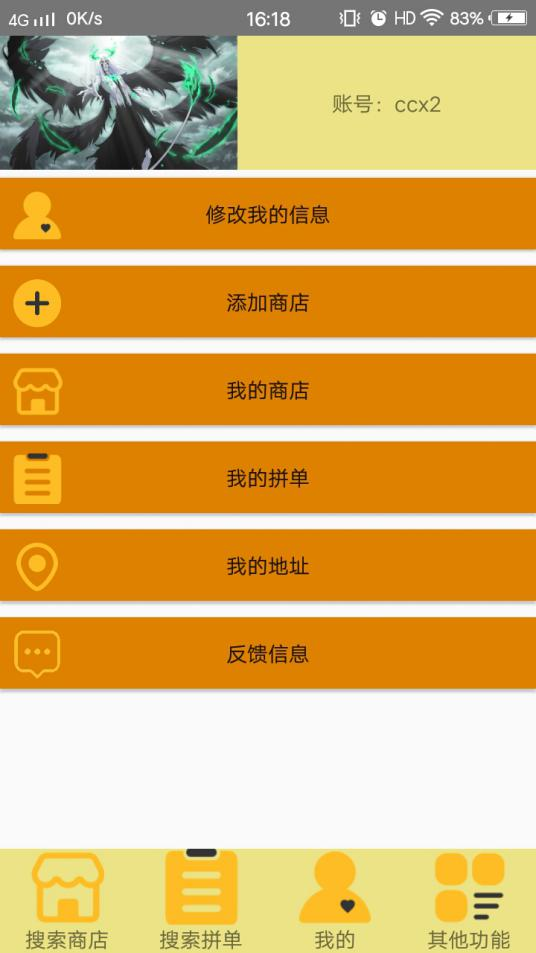 4G 0K/s 16:18 HD 83%
账号：ccx2
修改我的信息
添加商店
我的商店
我的拼单
我的地址
反馈信息
搜索商店 搜索拼单 我的 其他功能